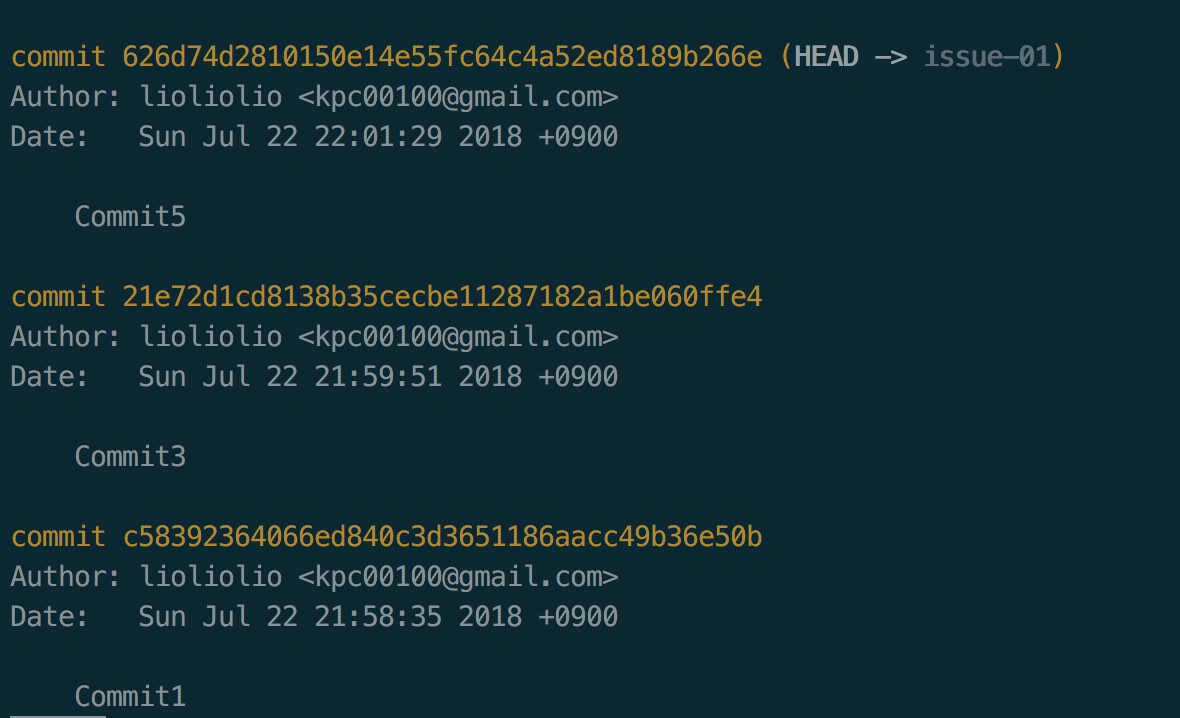 commit 626d74d2810150e14e55fc64c4a52ed8189b266e (HEAD -> issue-01)
Author: lioliolio <kpc00100@gmail.com>
Date:   Sun Jul 22 22:01:29 2018 +0900
    Commit5
commit 21e72d1cd8138b35cecbe11287182a1be060ffe4
Author: lioliolio <kpc00100@gmail.com>
Date:   Sun Jul 22 21:59:51 2018 +0900
    Commit3
commit c58392364066ed840c3d3651186aacc49b36e50b
Author: lioliolio <kpc00100@gmail.com>
Date:   Sun Jul 22 21:58:35 2018 +0900
    Commit1